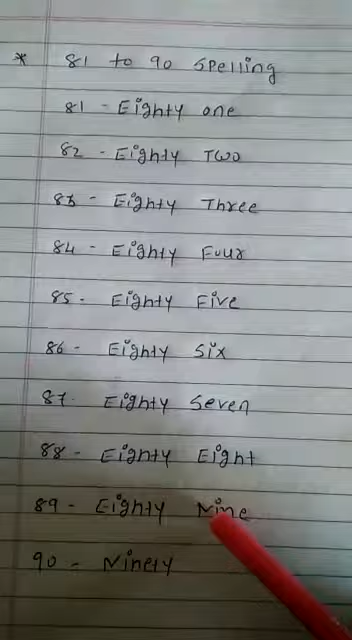 * 81 to 90 Spelling
81 - Eighty one
82 - Eighty Two
83 - Eighty Three
84 - Eighty Four
85 - Eighty Five
86 - Eighty Six
87 - Eighty Seven
88 - Eighty Eight
89 - Eighty Nine
90 - Ninety